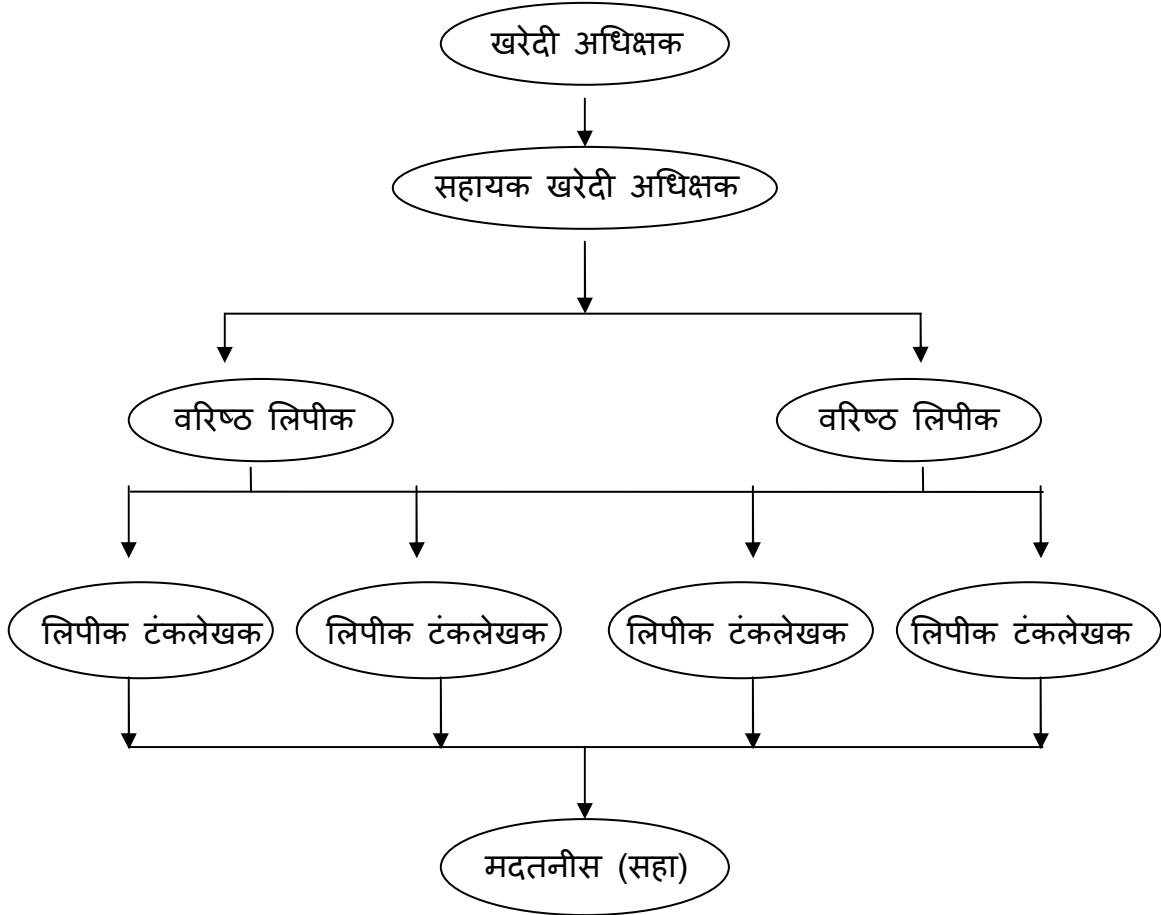 खरेदी अधिक्षक
सहायक खरेदी अधिक्षक
वरिष्ठ लिपीक
वरिष्ठ लिपीक
लिपीक टंकलेखक
लिपीक टंकलेखक
लिपीक टंकलेखक
लिपीक टंकलेखक
मदतनीस (सहा)